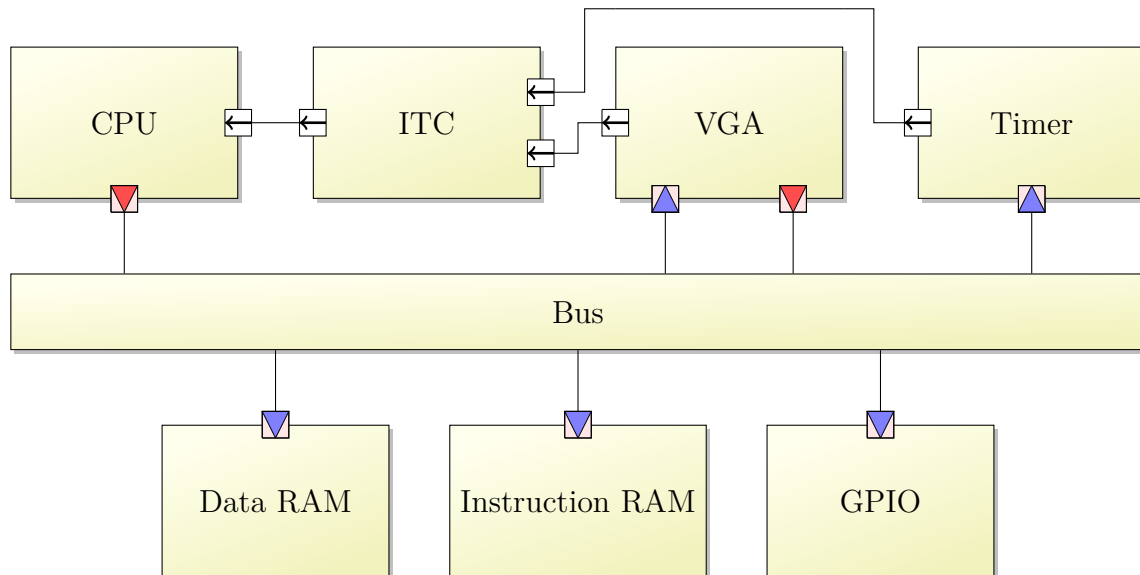 CPU
ITC
VGA
Timer
Bus
Data RAM
Instruction RAM
GPIO